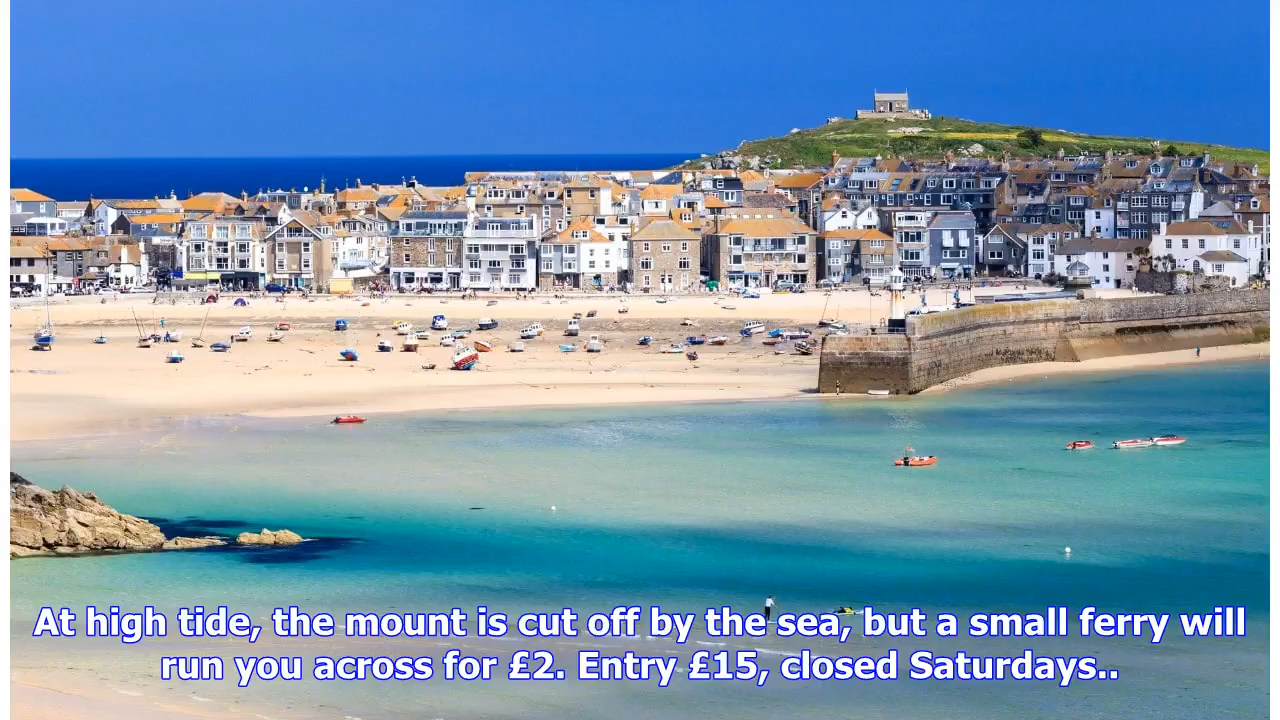 At high tide, the mount is cut off by the sea, but a small ferry will
run you across for £2. Entry £15, closed Saturdays..